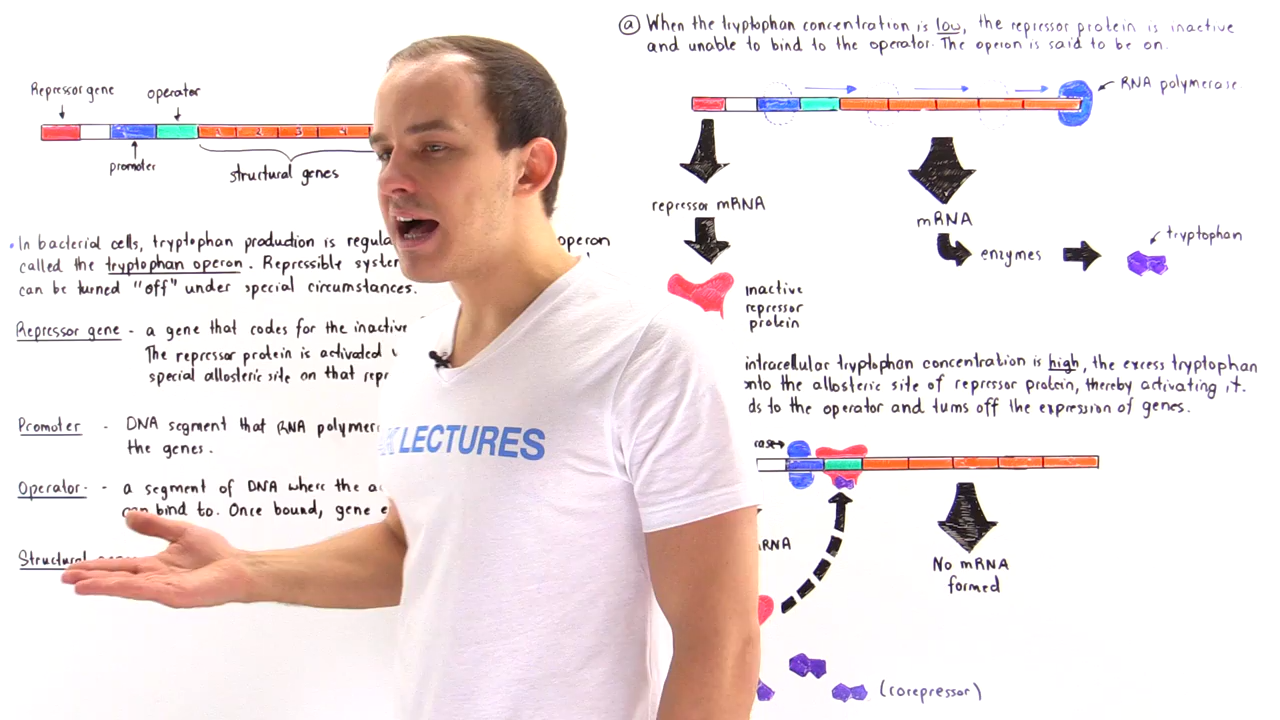 Repressor gene
operator
1 2 3 4
promoter
structural genes
• In bacterial cells, tryptophan production is operon
called the tryptophan operon. Repressible
can be turned "off" under special circumstances.
Repressor gene - a gene that codes for the inactive
The repressor protein is activated
special allosteric site on that
Promoter - DNA segment that RNA
the genes.
Operator - a segment of DNA where the
can bind to. Once bound, gene
Structural
LECTURES
a When the tryptophan concentration is low, the repressor protein is inactive
and unable to bind to the operator. The operon is said to be on.
RNA polymerase.
repressor mRNA
mRNA
enzymes
tryptophan
Inactive
repressor
protein
intracellular tryptophan concentration is high, the excess tryptophan
the allosteric site of repressor protein, thereby activating it.
to the operator and turns off the expression of genes.
No mRNA
formed
(corepressor)